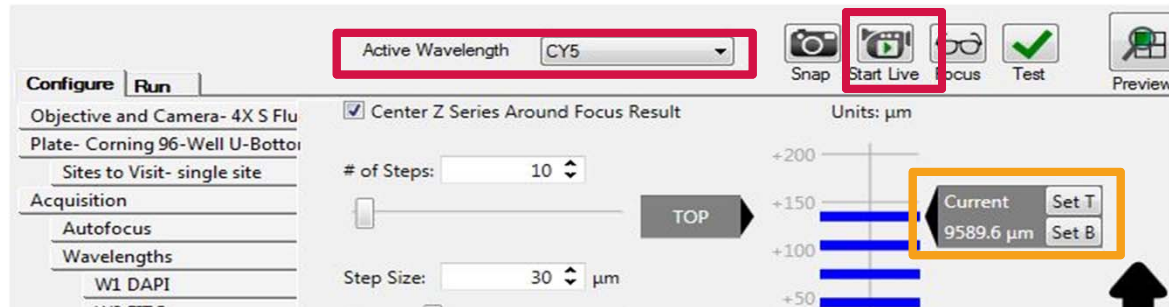 Active Wavelength CY5
Snap Start Live Focus Test Preview
Configure Run
Objective and Camera- 4X S Flu
Plate- Corning 96-Well U-Bottor
Sites to Visit- single site
Acquisition
Autofocus
Wavelengths
W1 DAPI
Center Z Series Around Focus Result
# of Steps: 10
TOP
Step Size: 30 µm
Units: µm
+200
+150
+100
+50
Current Set T
9589.6 µm Set B